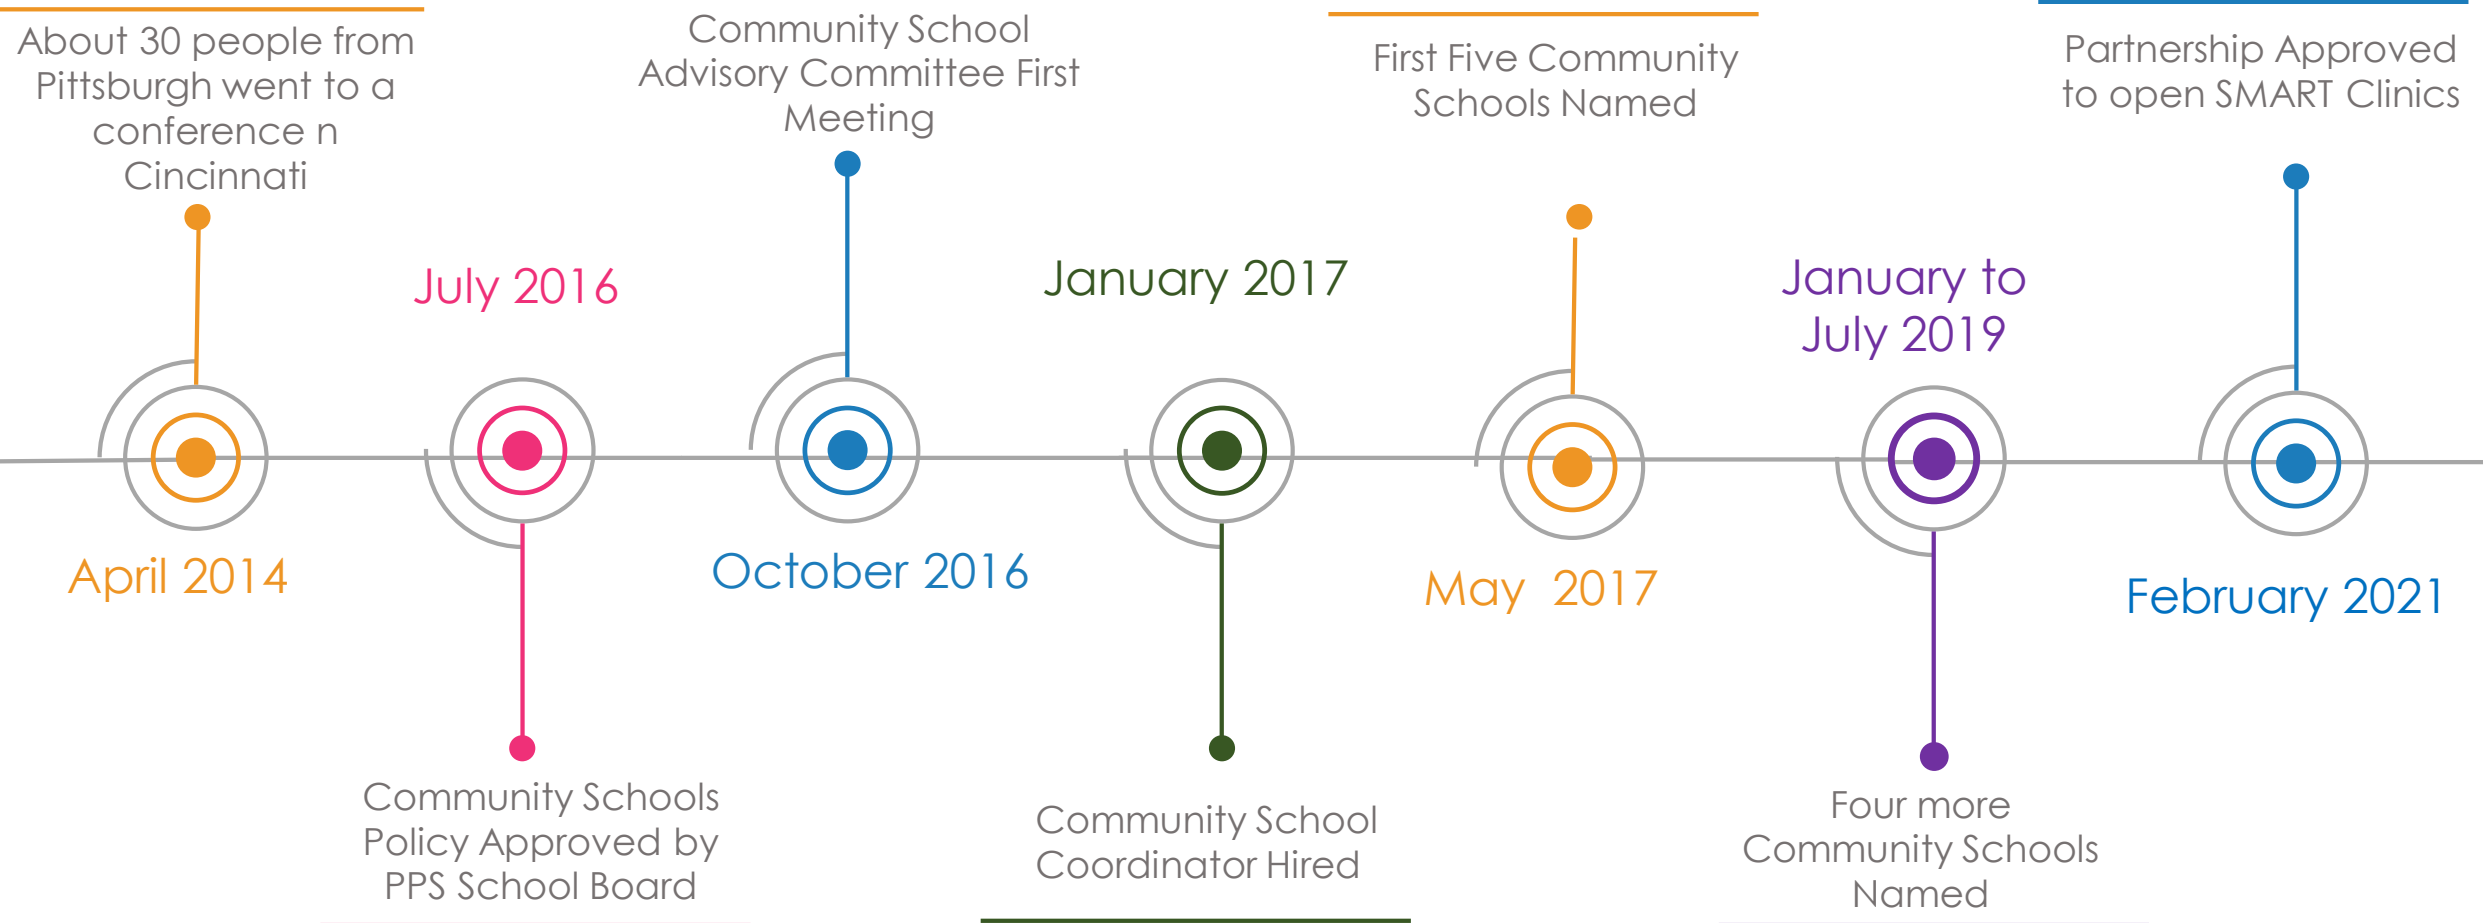 About 30 people from
Pittsburgh went to a
conference n
Cincinnati
April 2014
July 2016
Community Schools
Policy Approved by
PPS School Board
Community School
Advisory Committee First
Meeting
October 2016
January 2017
Community School
Coordinator Hired
First Five Community
Schools Named
May 2017
January to
July 2019
Four more
Community Schools
Named
Partnership Approved
to open SMART Clinics
February 2021